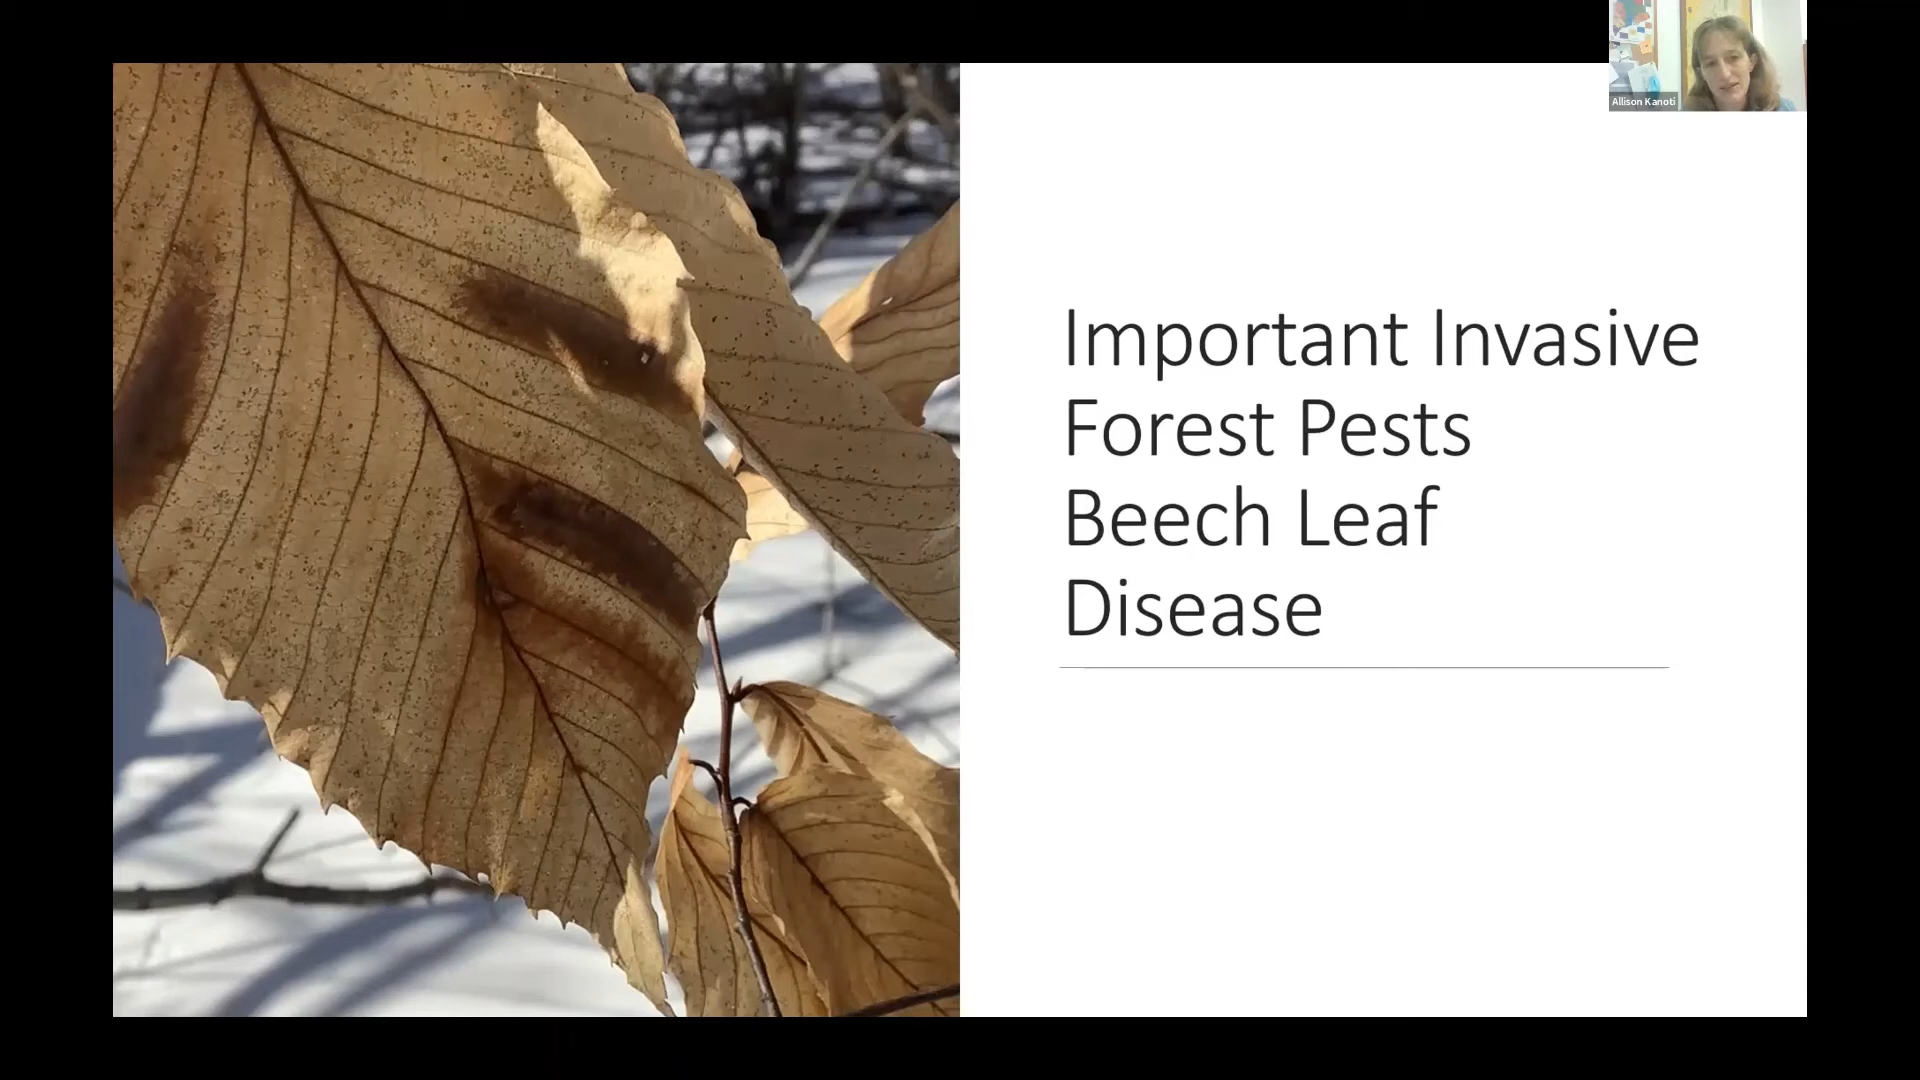 Allison Kanoti
Important Invasive
Forest Pests
Beech Leaf
Disease